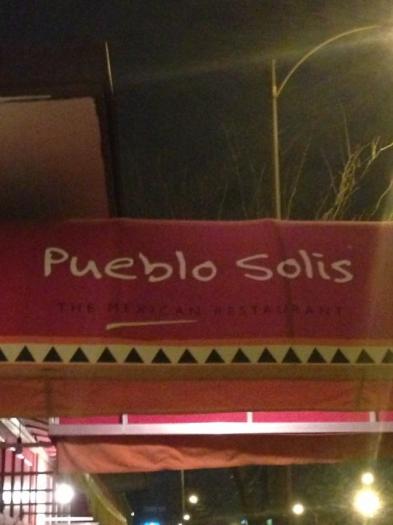 Pueblo Solis
THE MEXICAN RESTAURANT